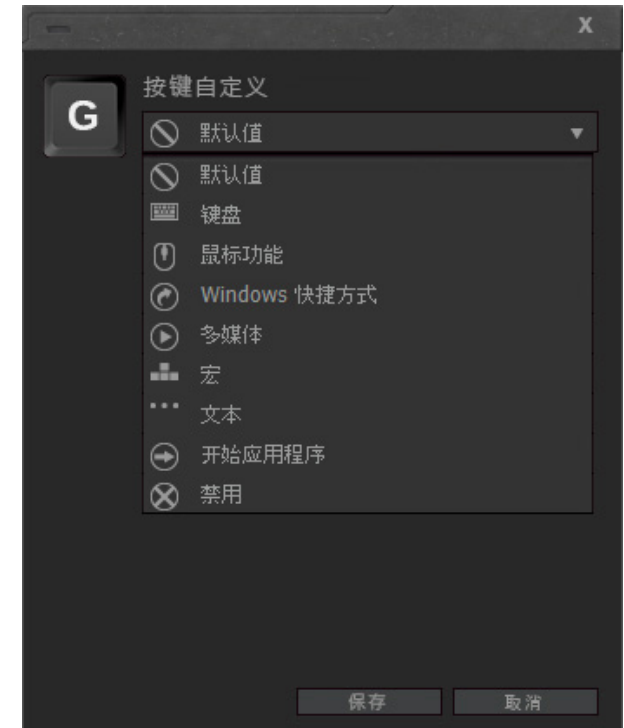 X
G
按键自定义
默认值
默认值
键盘
鼠标功能
Windows 快捷方式
多媒体
宏
文本
开始应用程序
禁用
保存 取消